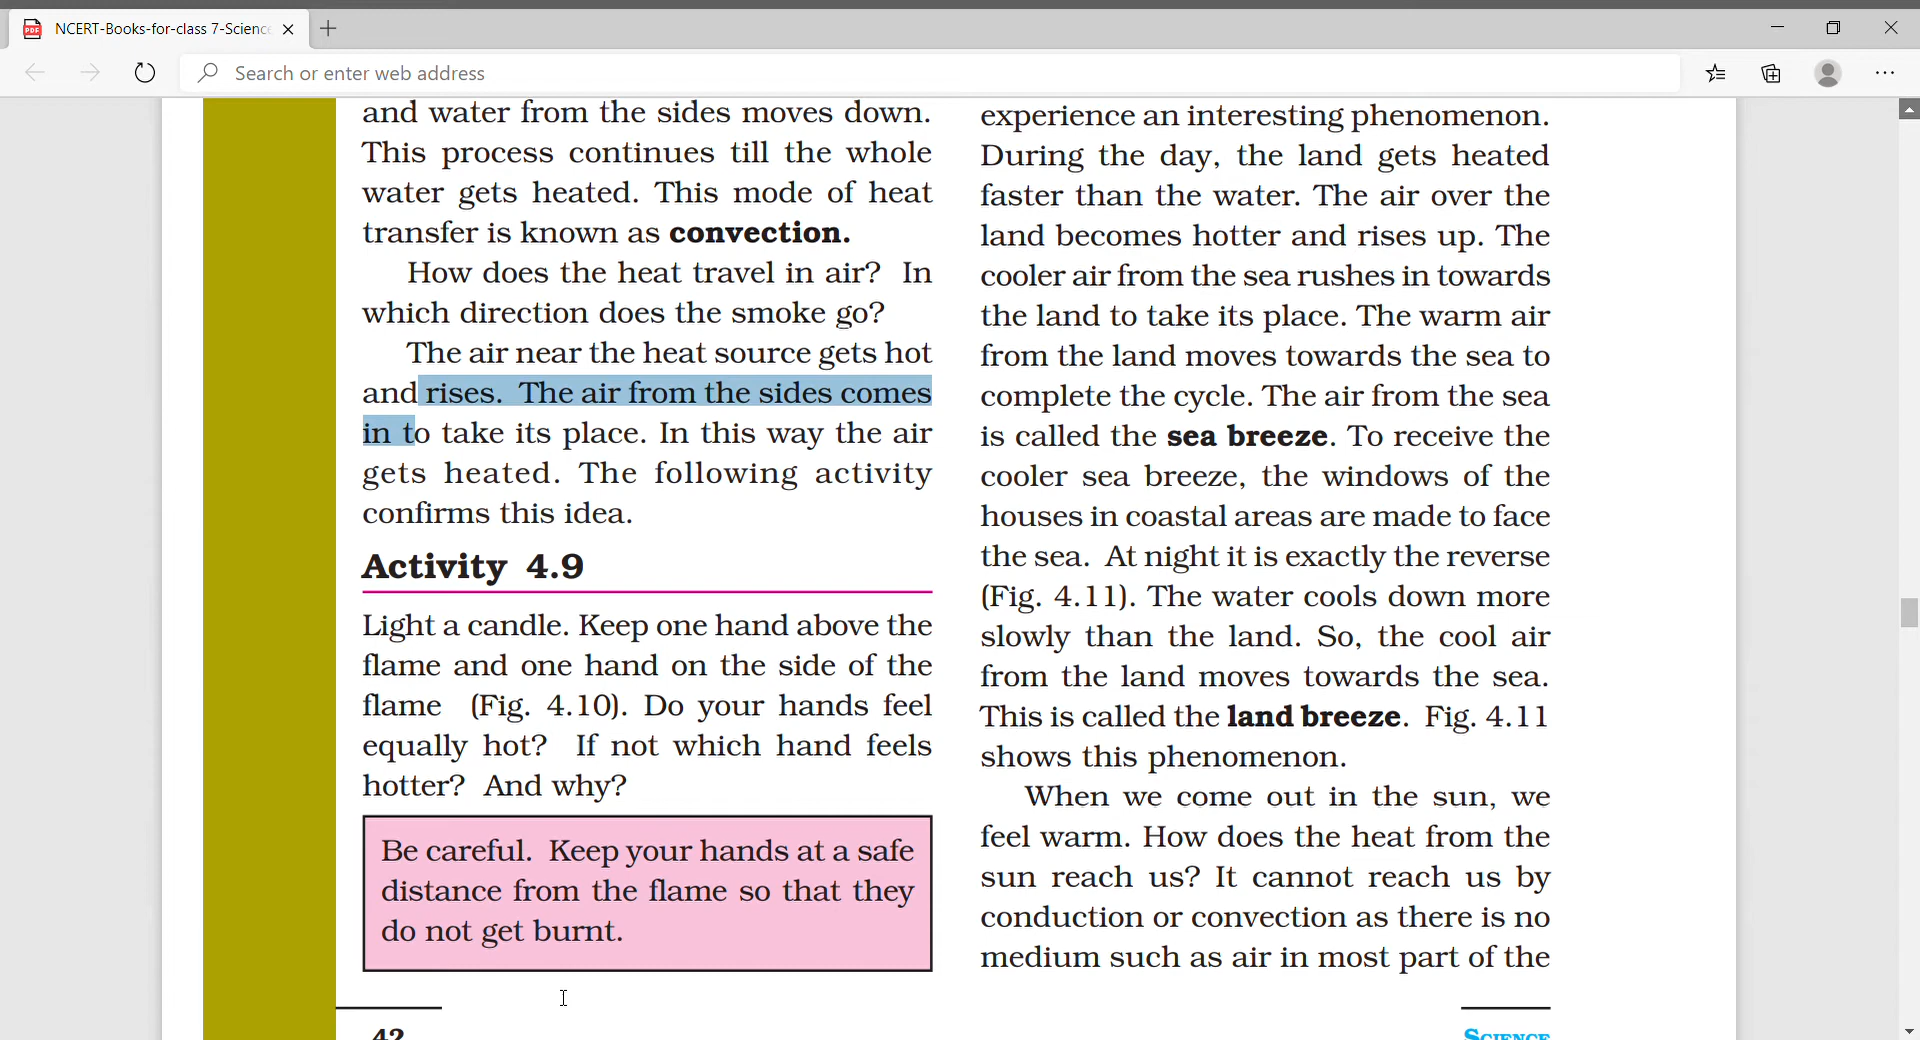 NCERT-Books-for-class 7-Science
Search or enter web address
and water from the sides moves down.
This process continues till the whole
water gets heated. This mode of heat
transfer is known as convection.
How does the heat travel in air? In
which direction does the smoke go?
The air near the heat source gets hot
and rises. The air from the sides comes
in to take its place. In this way the air
gets heated. The following activity
confirms this idea.
Activity 4.9
Light a candle. Keep one hand above the
flame and one hand on the side of the
flame (Fig. 4.10). Do your hands feel
equally hot? If not which hand feels
hotter? And why?
Be careful. Keep your hands at a safe
distance from the flame so that they
do not get burnt.
42
experience an interesting phenomenon.
During the day, the land gets heated
faster than the water. The air over the
land becomes hotter and rises up. The
cooler air from the sea rushes in towards
the land to take its place. The warm air
from the land moves towards the sea to
complete the cycle. The air from the sea
is called the sea breeze. To receive the
cooler sea breeze, the windows of the
houses in coastal areas are made to face
the sea. At night it is exactly the reverse
(Fig. 4.11). The water cools down more
slowly than the land. So, the cool air
from the land moves towards the sea.
This is called the land breeze. Fig. 4.11
shows this phenomenon.
When we come out in the sun, we
feel warm. How does the heat from the
sun reach us? It cannot reach us by
conduction or convection as there is no
medium such as air in most part of the
SCIENCE